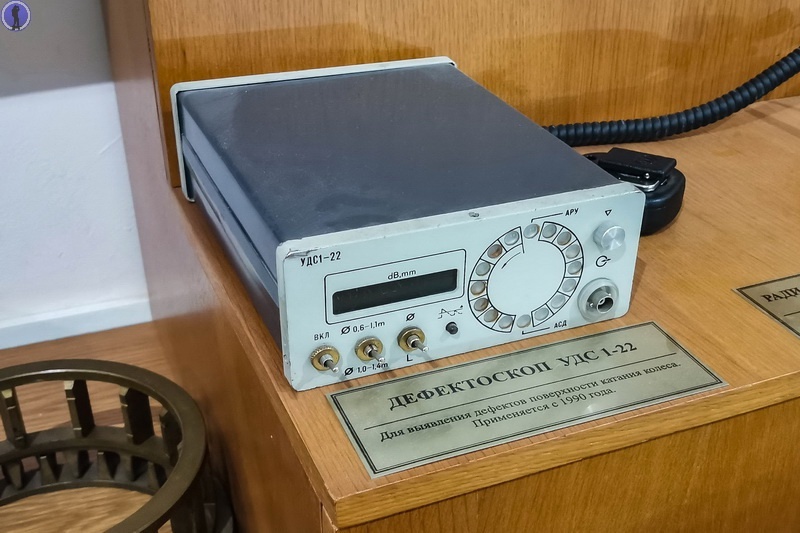 УДС1-22
dB,mm
АРУ
ВКЛ
Ø 0,6-1,1m
Ø
Ø 1,0-1,4m
L
АСД
ДЕФЕКТОСКОП УДС 1-22
Для выявления дефектов поверхности катания колеса.
Применяется с 1990 года.